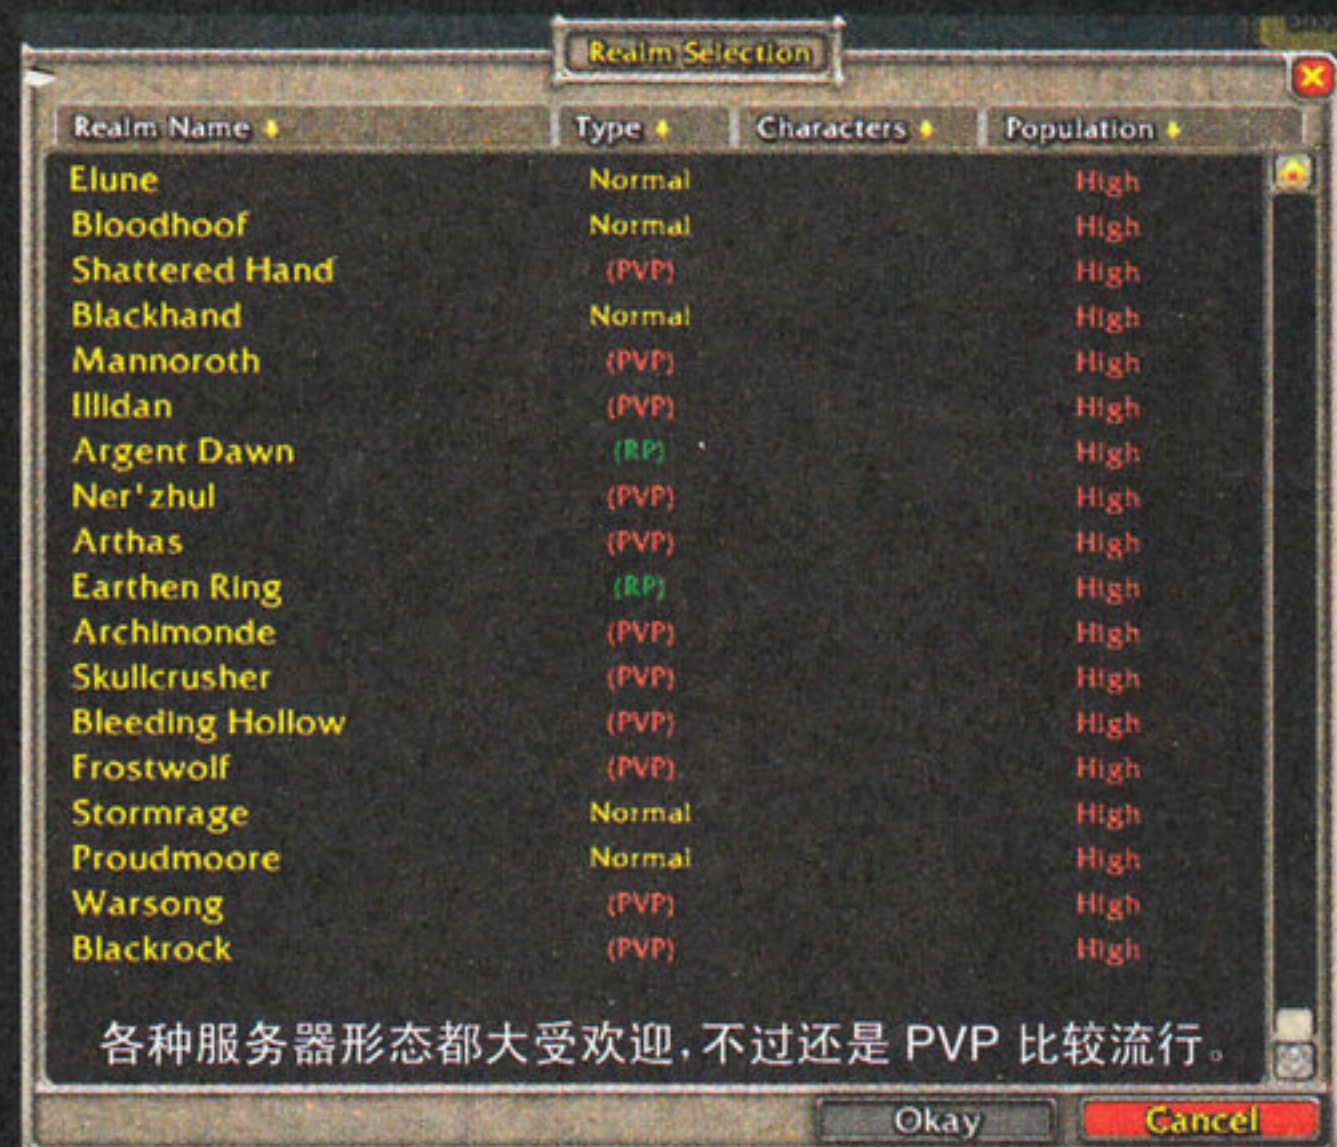 Realm Selection
Realm Name Type Characters Population
Elune Normal High
Bloodhoof Normal High
Shattered Hand (PVP) High
Blackhand Normal High
Mannoroth (PVP) High
Illidan (PVP) High
Argent Dawn (RP) High
Ner'zhul (PVP) High
Arthas (PVP) High
Earthen Ring (RP) High
Archimonde (PVP) High
Skullcrusher (PVP) High
Bleeding Hollow (PVP) High
Frostwolf (PVP) High
Stormrage Normal High
Proudmoore Normal High
Warsong (PVP) High
Blackrock (PVP) High
各种服务器形态都大受欢迎,不过还是 PVP 比较流行。
Okay Cancel